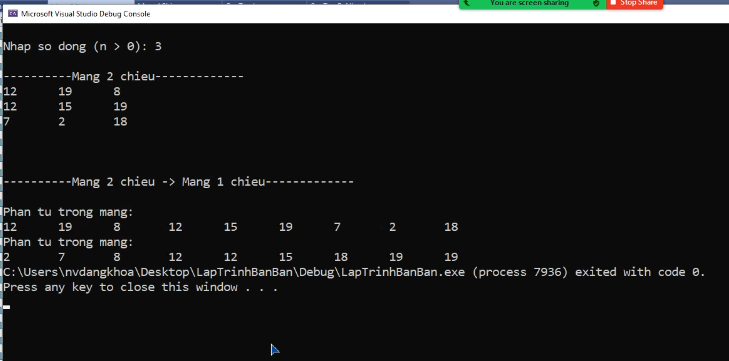 Microsoft Visual Studio Debug Console
You are screen sharing
Stop Share
Nhap so dong (n > 0): 3
----------Mang 2 chieu-------------
12 19 8
12 15 19
7 2 18
----------Mang 2 chieu -> Mang 1 chieu-------------
Phan tu trong mang:
12 19 8 12 15 19 7 2 18
Phan tu trong mang:
2 7 8 12 12 15 18 19 19
C:\Users\nvdangkhoa\Desktop\LapTrinhBanBan\Debug\LapTrinhBanBan.exe (process 7936) exited with code 0.
Press any key to close this window . . .